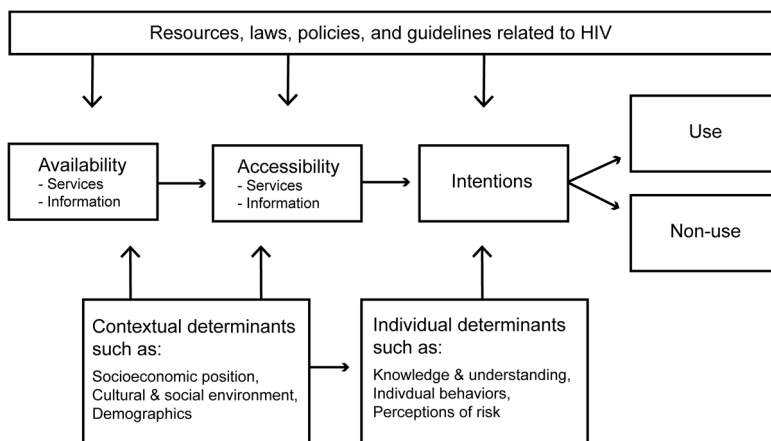 Resources, laws, policies, and guidelines related to HIV
Availability
- Services
- Information
Accessibility
- Services
- Information
Intentions
Use
Non-use
Contextual determinants
such as:
Socioeconomic position,
Cultural & social environment,
Demographics
Individual determinants
such as:
Knowledge & understanding,
Indivdual behaviors,
Perceptions of risk